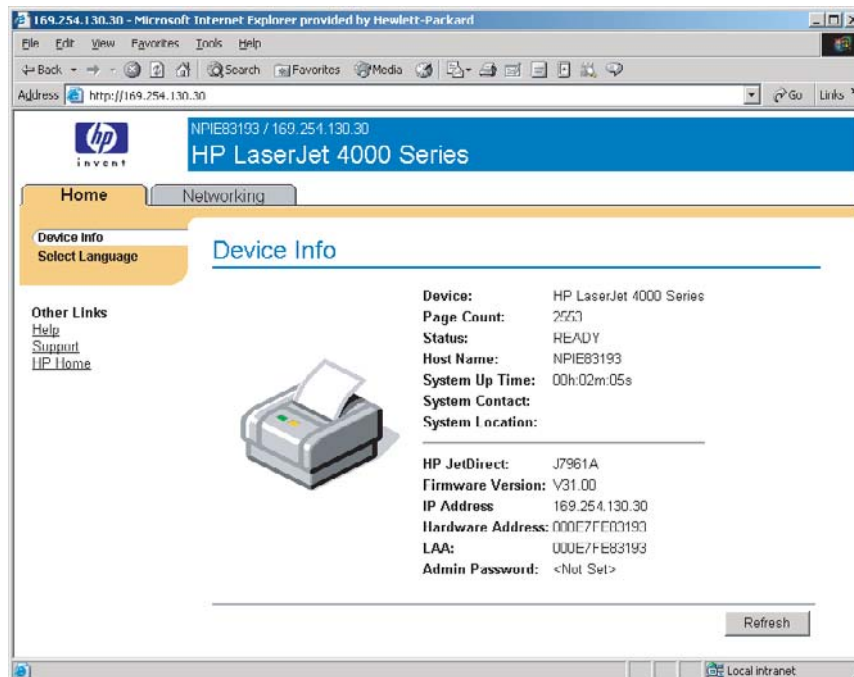 169.254.130.30 - Microsoft Internet Explorer provided by Hewlett-Packard
File Edit View Favorites Tools Help
Back Search Favorites Media
Address http://169.254.130.30 Go Links
hp
invent
NPIE83193 / 169.254.130.30
HP LaserJet 4000 Series
Home Networking
Device Info
Select Language
Other Links
Help
Support
HP Home
Device Info
Device: HP LaserJet 4000 Series
Page Count: 2553
Status: READY
Host Name: NPIE83193
System Up Time: 00h:02m:05s
System Contact:
System Location:
HP JetDirect: J7961A
Firmware Version: V31.00
IP Address 169.254.130.30
Hardware Address: 000E7FE83193
LAA: 000E7FE83193
Admin Password: <Not Set>
Refresh
Local intranet